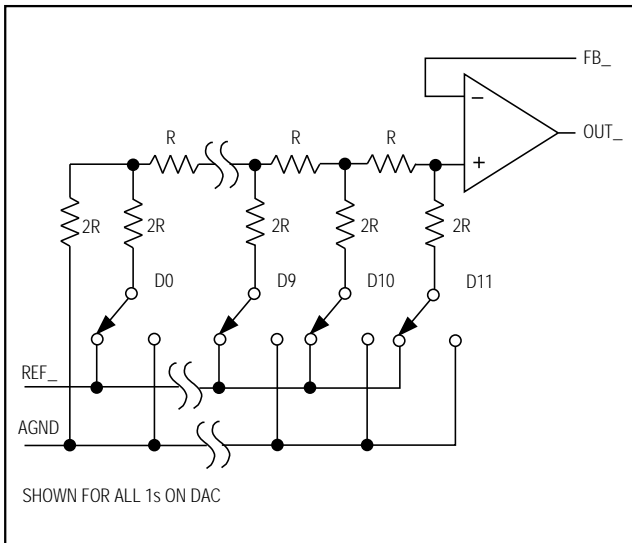 FB_
−
OUT_
+
R R R
2R 2R 2R 2R 2R
D0 D9 D10 D11
REF_
AGND
SHOWN FOR ALL 1s ON DAC